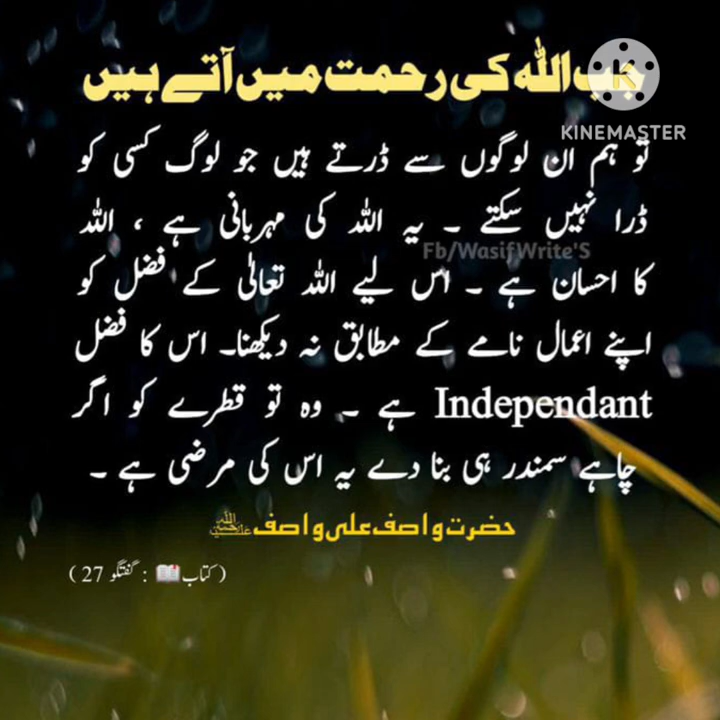 جب اللہ کی رحمت میں آتے ہیں
KINEMASTER
تو ہم ان لوگوں سے ڈرتے ہیں جو لوگ کسی کو
ڈرا نہیں سکتے ۔ یہ اللہ کی مہربانی ہے ، اللہ
Fb/WasifWrite'S
کا احسان ہے ۔ اس لیے اللہ تعالیٰ کے فضل کو
اپنے اعمال نامے کے مطابق نہ دیکھنا۔ اس کا فضل
Independant ہے ۔ وہ تو قطرے کو اگر
چاہے سمندر ہی بنا دے یہ اس کی مرضی ہے ۔
حضرت واصف علی واصف
(کتاب📖 : گفتگو 27)